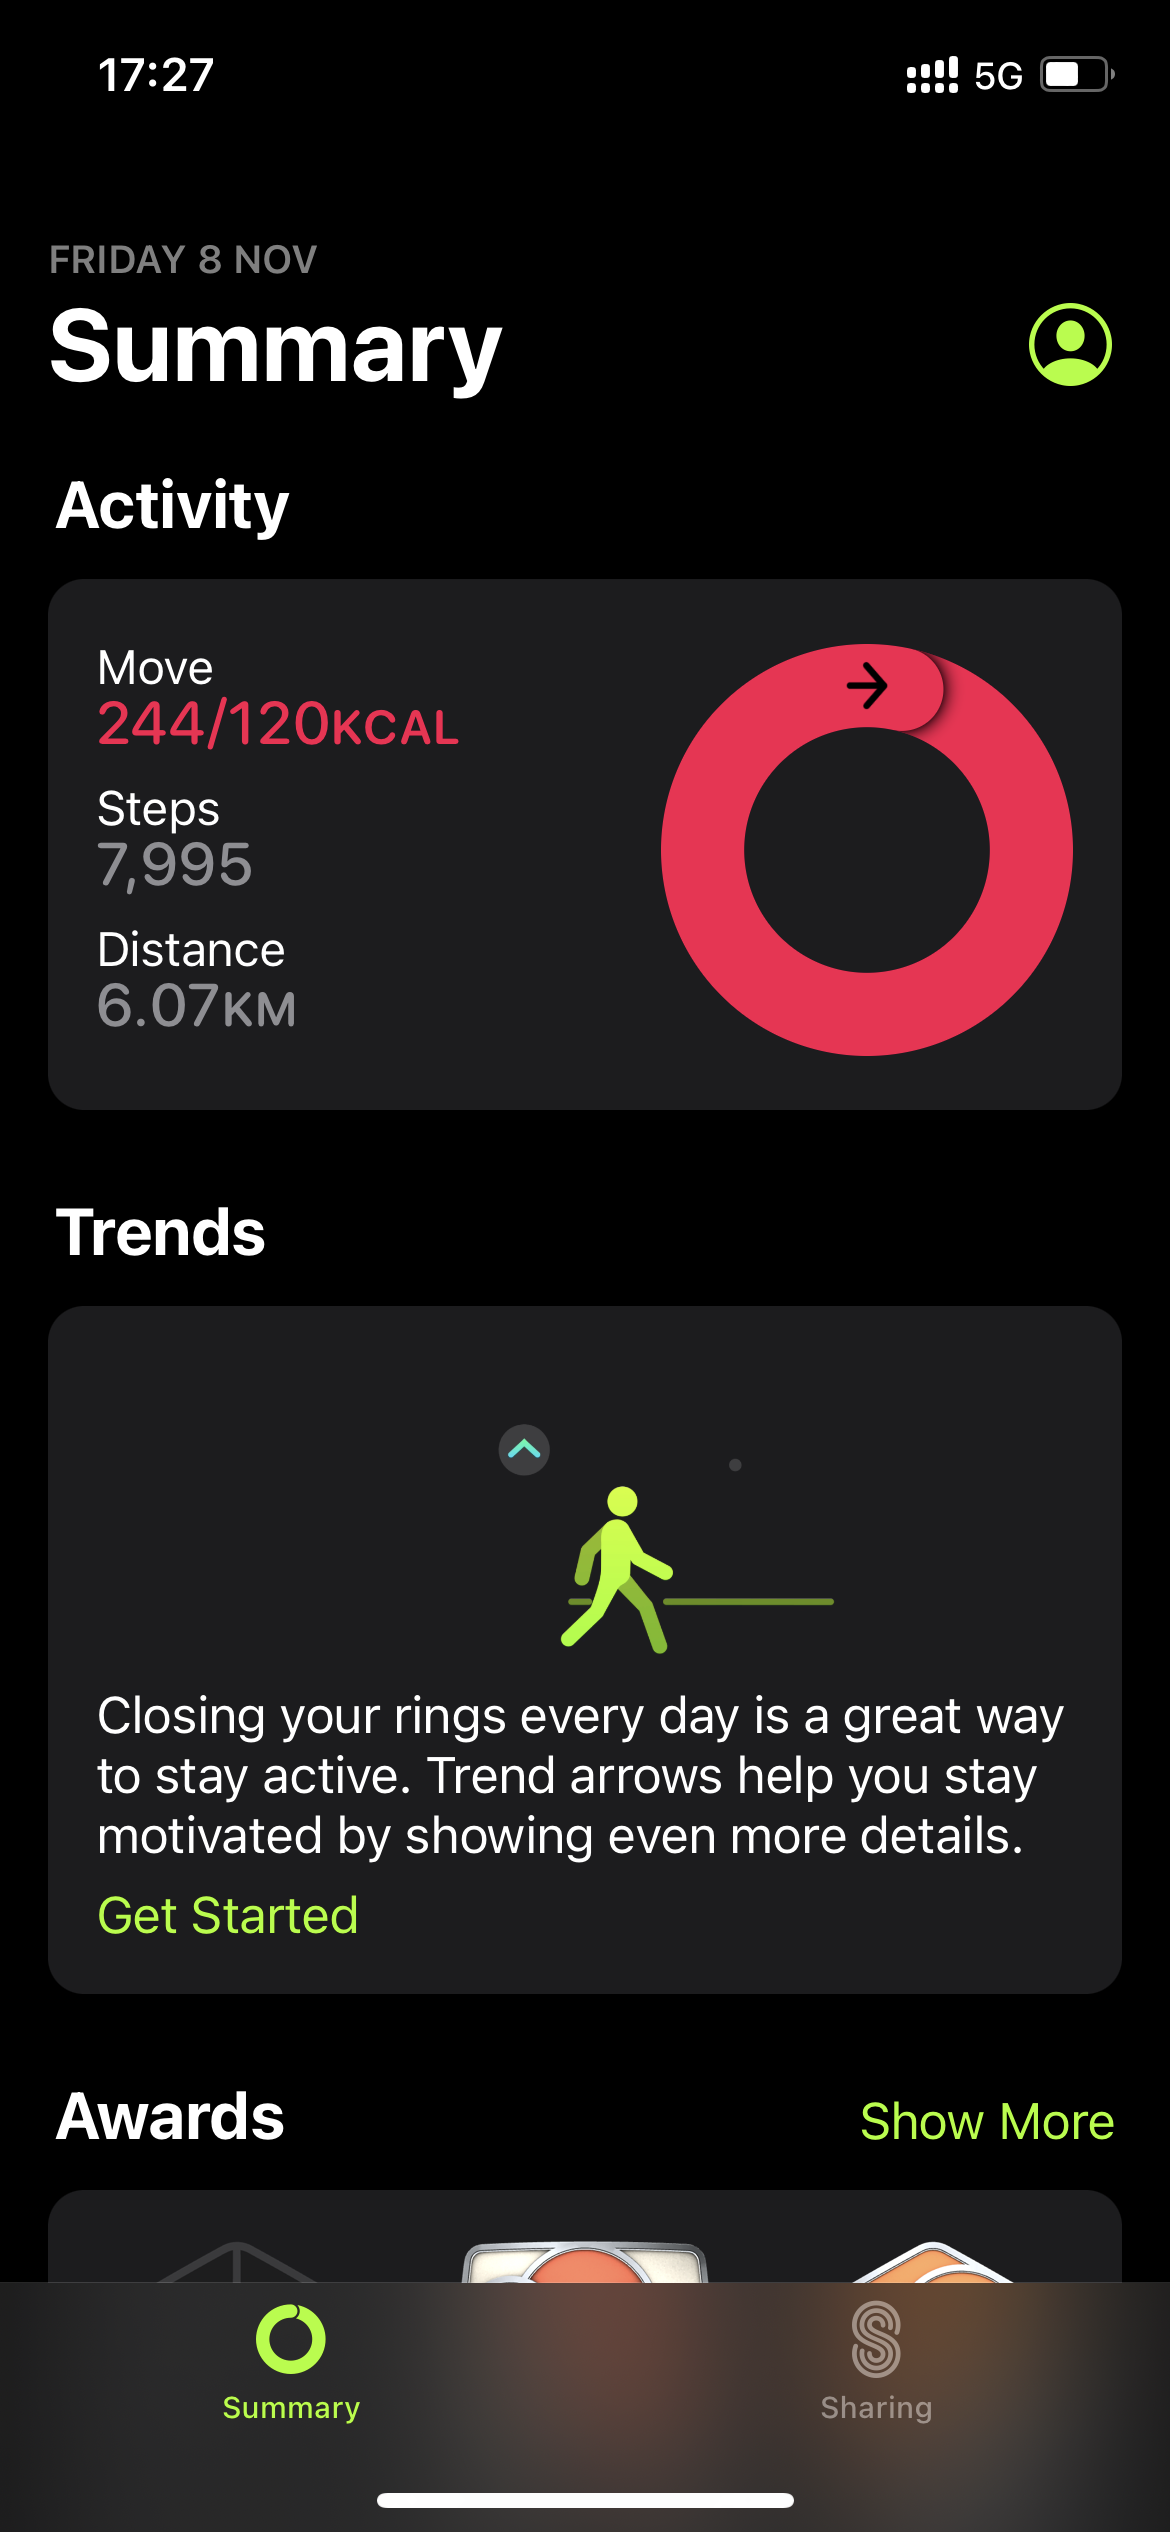 17:27
5G
FRIDAY 8 NOV
Summary
Activity
Move
244/120KCAL
Steps
7,995
Distance
6.07KM
Trends
Closing your rings every day is a great way
to stay active. Trend arrows help you stay
motivated by showing even more details.
Get Started
Awards
Show More
Summary
Sharing